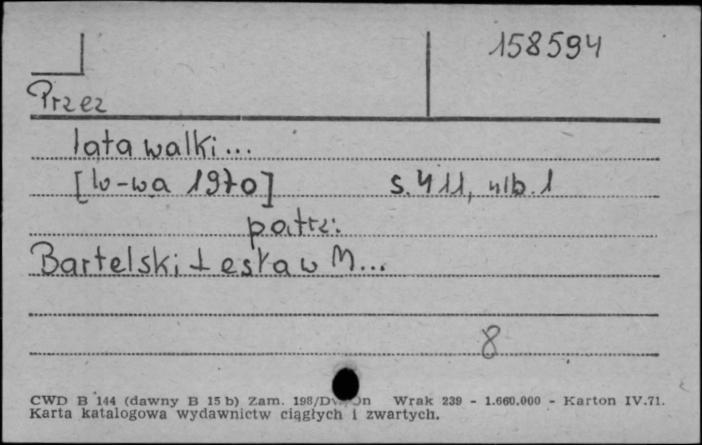 158594
Przez
lata walki...
[W-wa 1970] s. 411, nlb. 1
patrz:
Bartelski Lesław M...
8
CWD B 144 (dawny B 15 b) Zam. 198/ Wrak 239 - 1.660.000 - Karton IV.71.
Karta katalogowa wydawnictw ciągłych i zwartych.